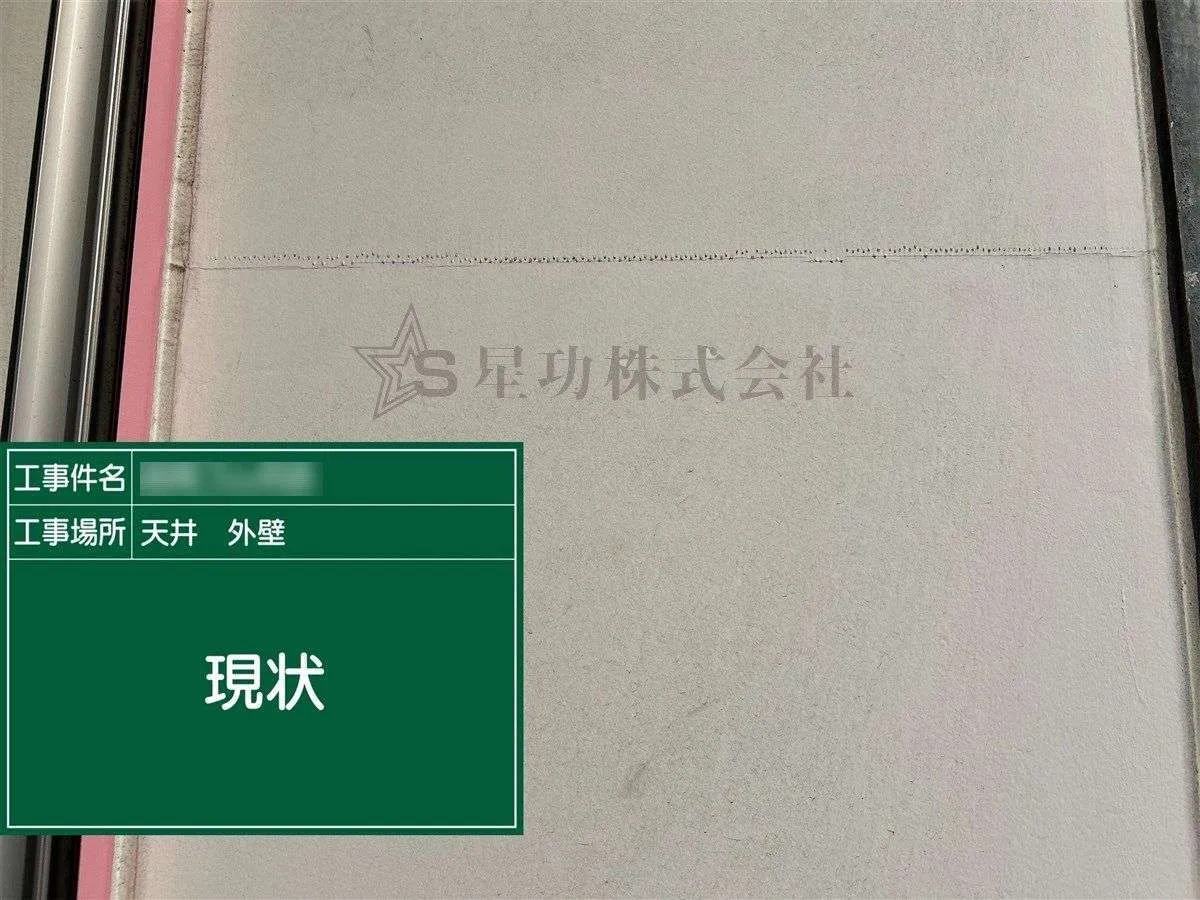 S 星功株式会社
工事件名
工事場所 天井　外壁
現状